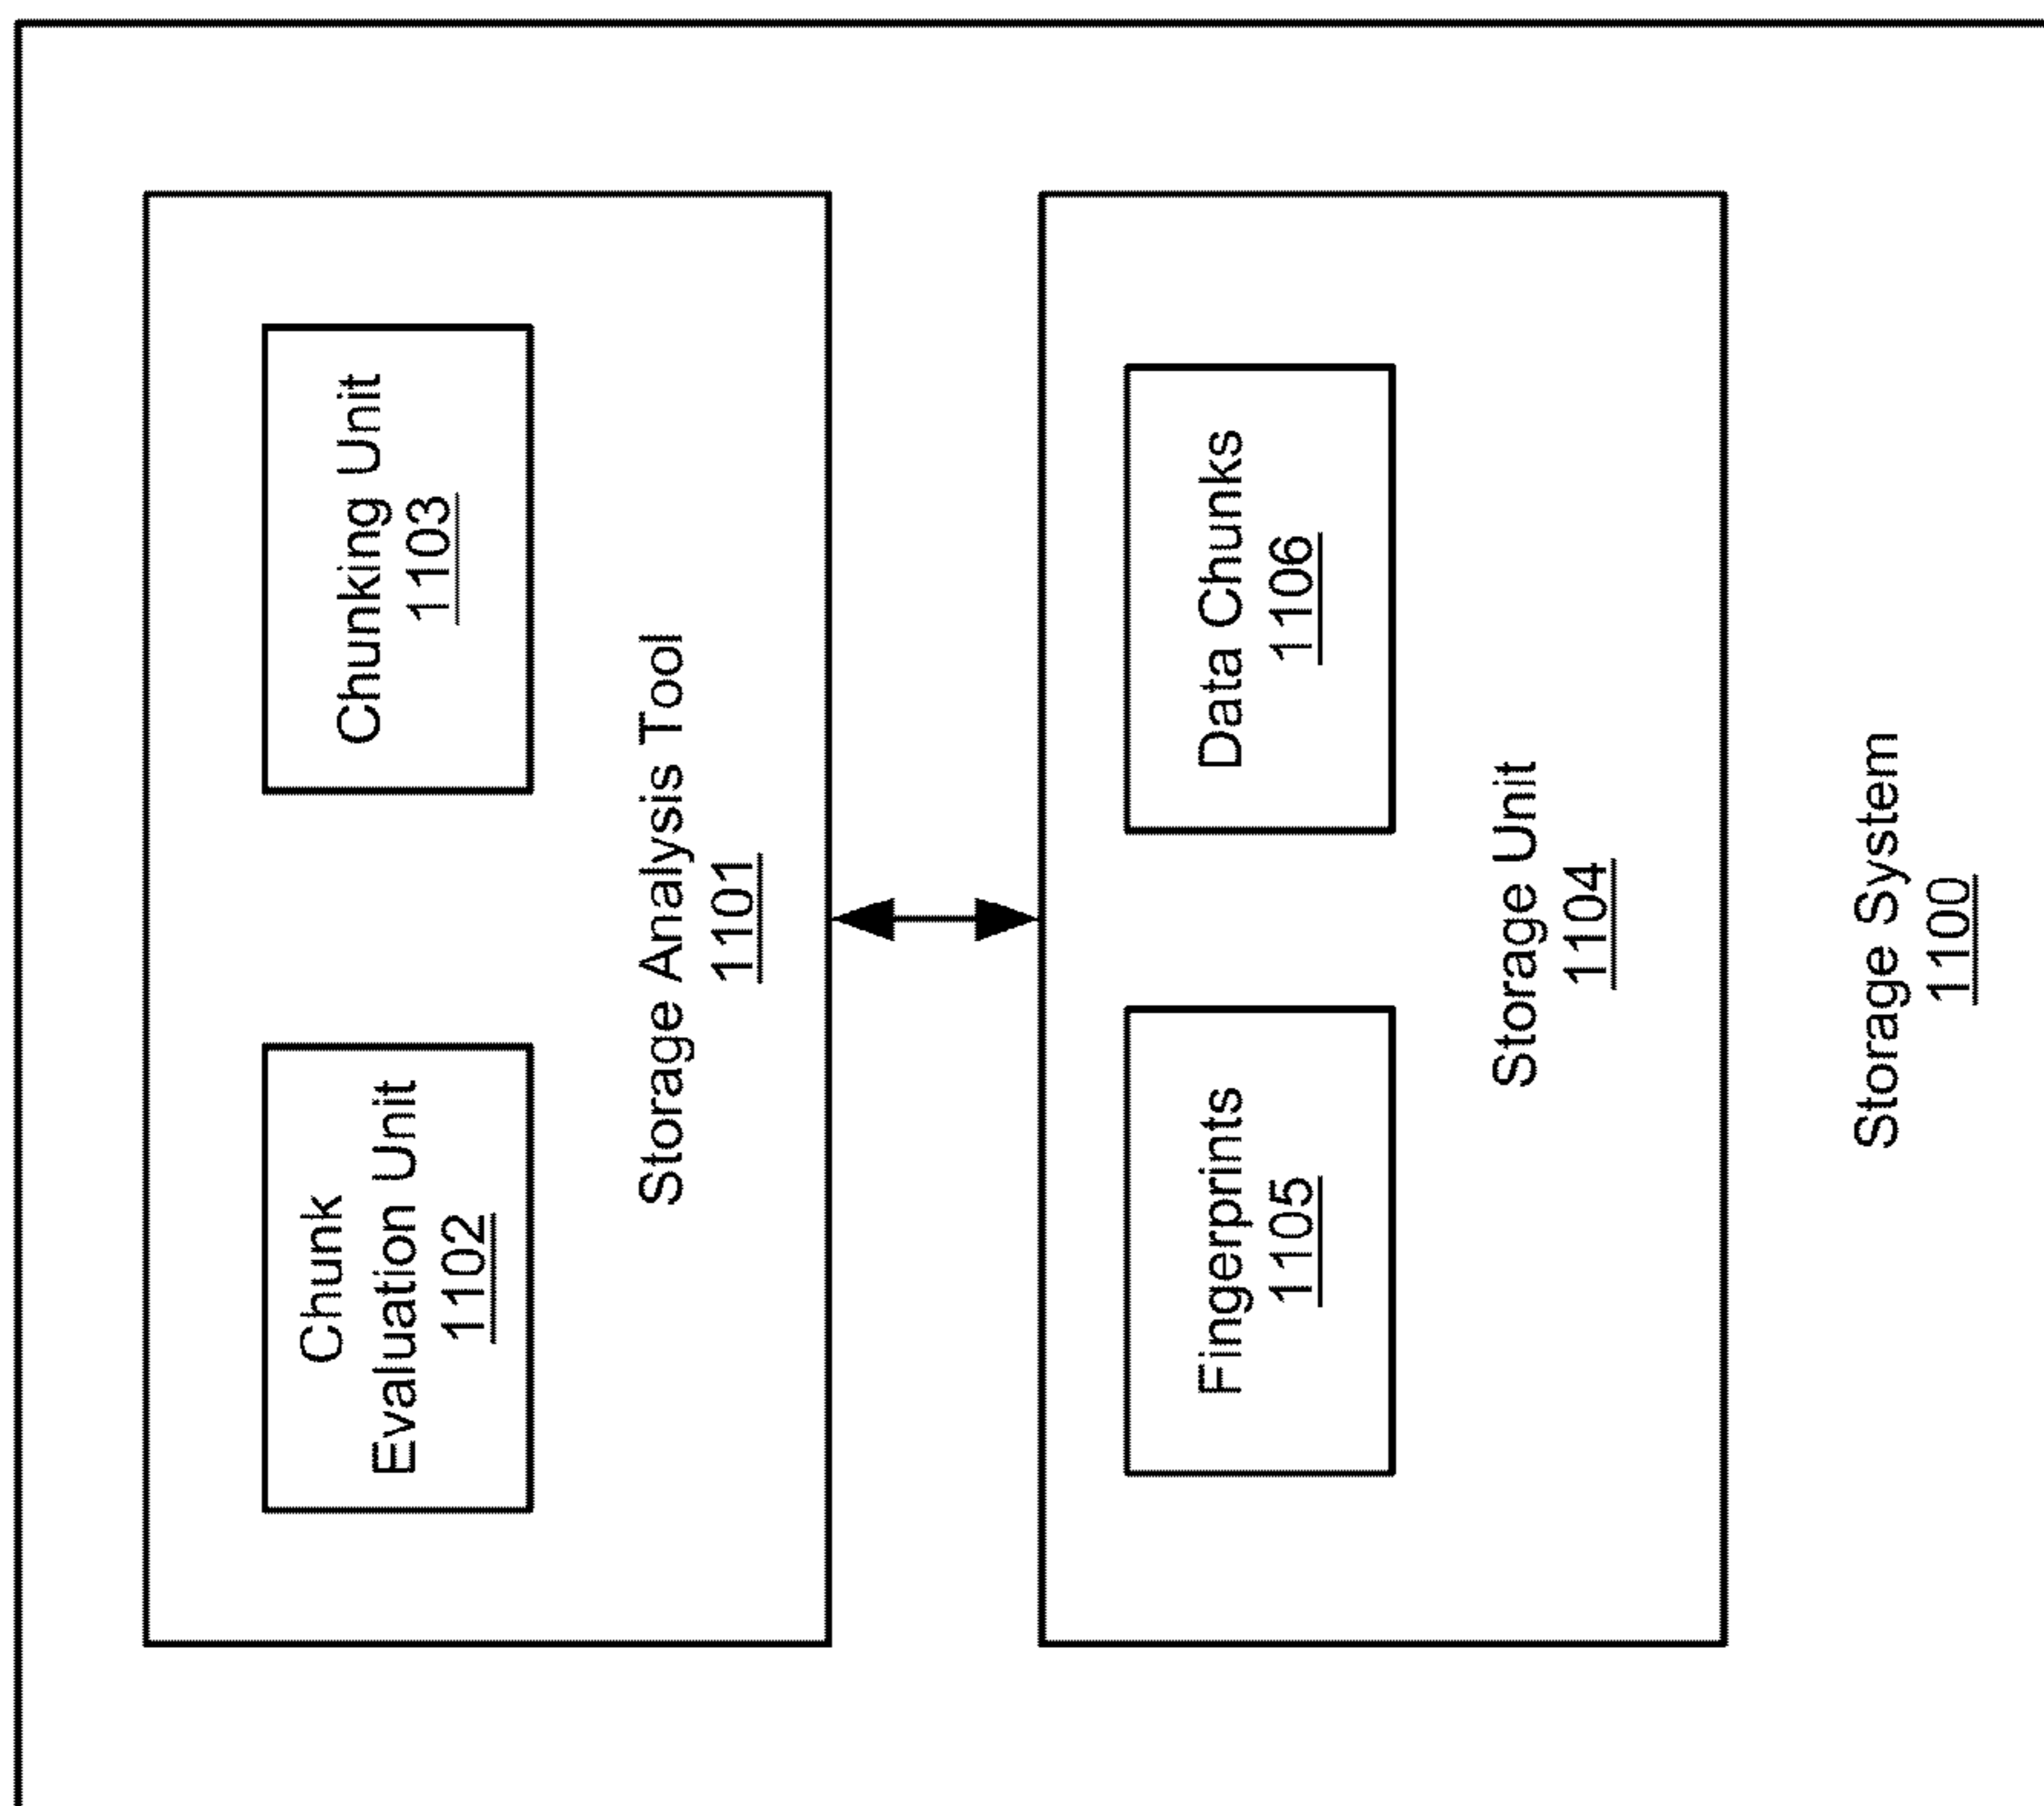 Chunk
Evaluation Unit
1102
Chunking Unit
1103
Storage Analysis Tool
1101
Fingerprints
1105
Data Chunks
1106
Storage Unit
1104
Storage System
1100